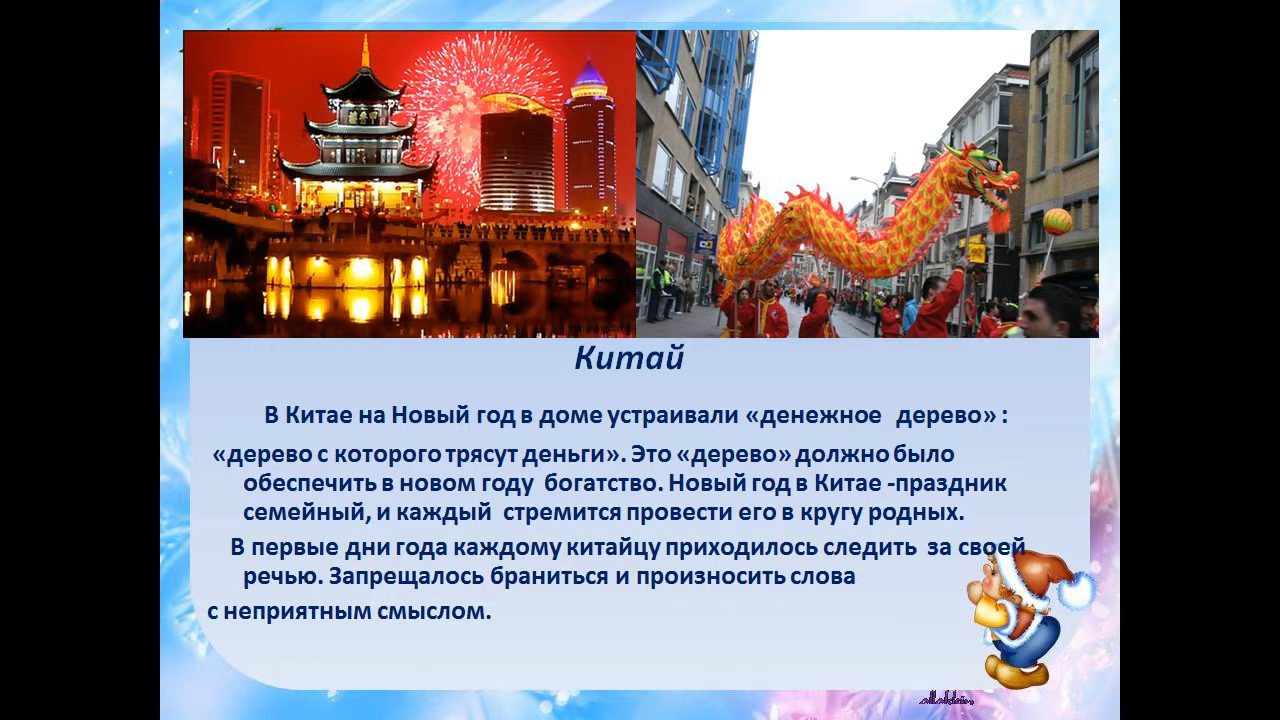 Китай
В Китае на Новый год в доме устраивали «денежное дерево» :
«дерево с которого трясут деньги». Это «дерево» должно было
обеспечить в новом году богатство. Новый год в Китае -праздник
семейный, и каждый стремится провести его в кругу родных.
В первые дни года каждому китайцу приходилось следить за своей
речью. Запрещалось браниться и произносить слова
с неприятным смыслом.